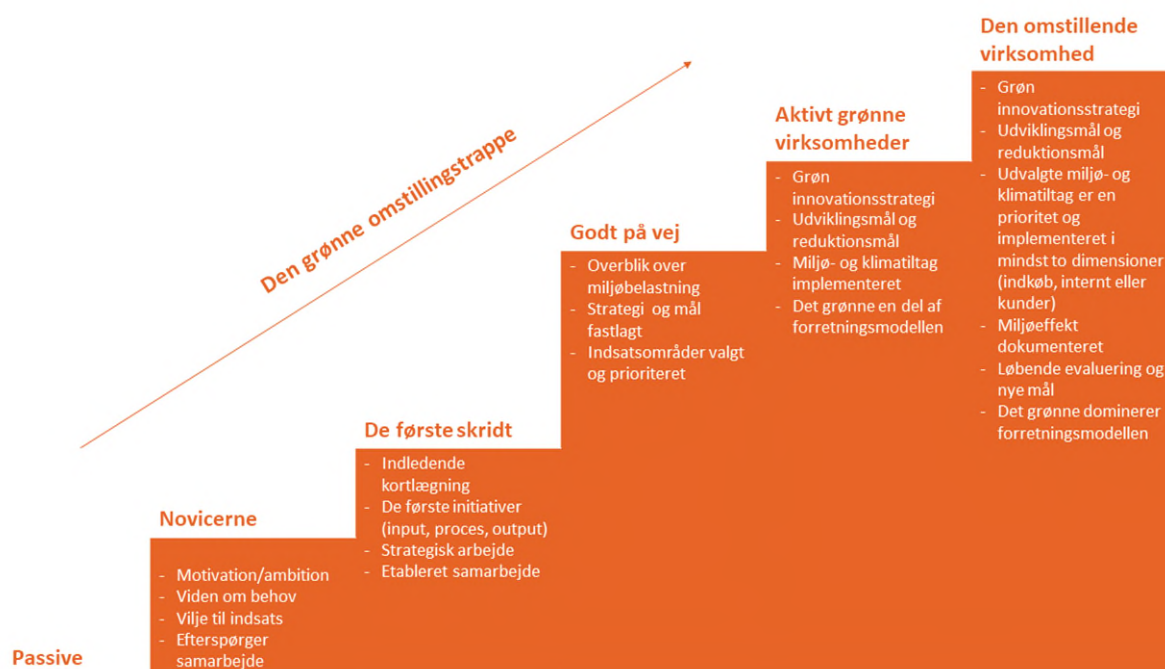 Den grønne omstillingstrappe
Passive
Novicerne
- Motivation/ambition
- Viden om behov
- Vilje til indsats
- Efterspørger
samarbejde
De første skridt
- Indledende
kortlægning
- De første initiativer
(input, proces, output)
- Strategisk arbejde
- Etableret samarbejde
Godt på vej
- Overblik over
miljøbelastning
- Strategi og mål
fastlagt
- Indsatsområder valgt
og prioriteret
Aktivt grønne
virksomheder
- Grøn
innovationsstrategi
- Udviklingsmål og
reduktionsmål
- Miljø- og klimatiltag
implementeret
- Det grønne en del af
forretningsmodellen
Den omstillende
virksomhed
- Grøn
innovationsstrategi
- Udviklingsmål og
reduktionsmål
- Udvalgte miljø- og
klimatiltag er en
prioritet og
implementeret i
mindst to dimensioner
(indkøb, internt eller
kunder)
- Miljøeffekt
dokumenteret
- Løbende evaluering og
nye mål
- Det grønne dominerer
forretningsmodellen